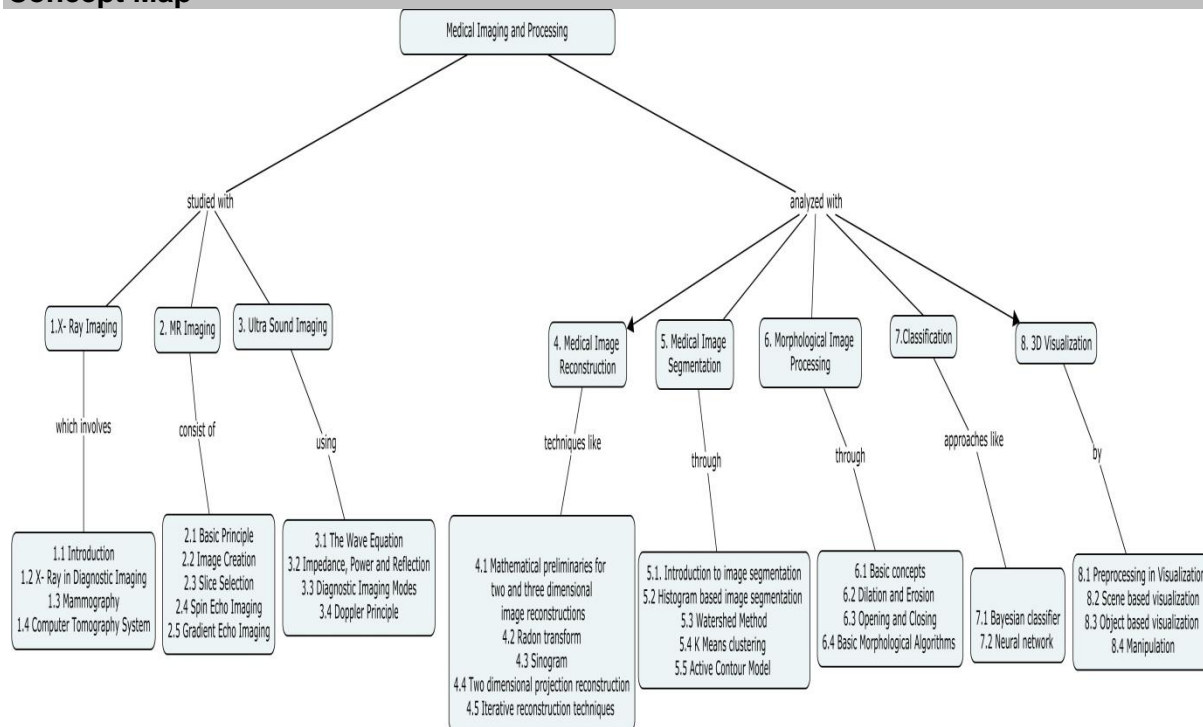 Concept Map
Medical Imaging and Processing
studied with
analyzed with
1.X- Ray Imaging
2. MR Imaging
3. Ultra Sound Imaging
4. Medical Image
Reconstruction
5. Medical Image
Segmentation
6. Morphological Image
Processing
7.Classification
8. 3D Visualization
which involves
consist of
using
techniques like
through
through
approaches like
by
1.1 Introduction
1.2 X- Ray in Diagnostic Imaging
1.3 Mammography
1.4 Computer Tomography System
2.1 Basic Principle
2.2 Image Creation
2.3 Slice Selection
2.4 Spin Echo Imaging
2.5 Gradient Echo Imaging
3.1 The Wave Equation
3.2 Impedance, Power and Reflection
3.3 Diagnostic Imaging Modes
3.4 Doppler Principle
4.1 Mathematical preliminaries for
two and three dimensional
image reconstructions
4.2 Radon transform
4.3 Sinogram
4.4 Two dimensional projection reconstruction
4.5 Iterative reconstruction techniques
5.1. Introduction to image segmentation
5.2 Histogram based image segmentation
5.3 Watershed Method
5.4 K Means clustering
5.5 Active Contour Model
6.1 Basic concepts
6.2 Dilation and Erosion
6.3 Opening and Closing
6.4 Basic Morphological Algorithms
7.1 Bayesian classifier
7.2 Neural network
8.1 Preprocessing in Visualization
8.2 Scene based visualization
8.3 Object based visualization
8.4 Manipulation